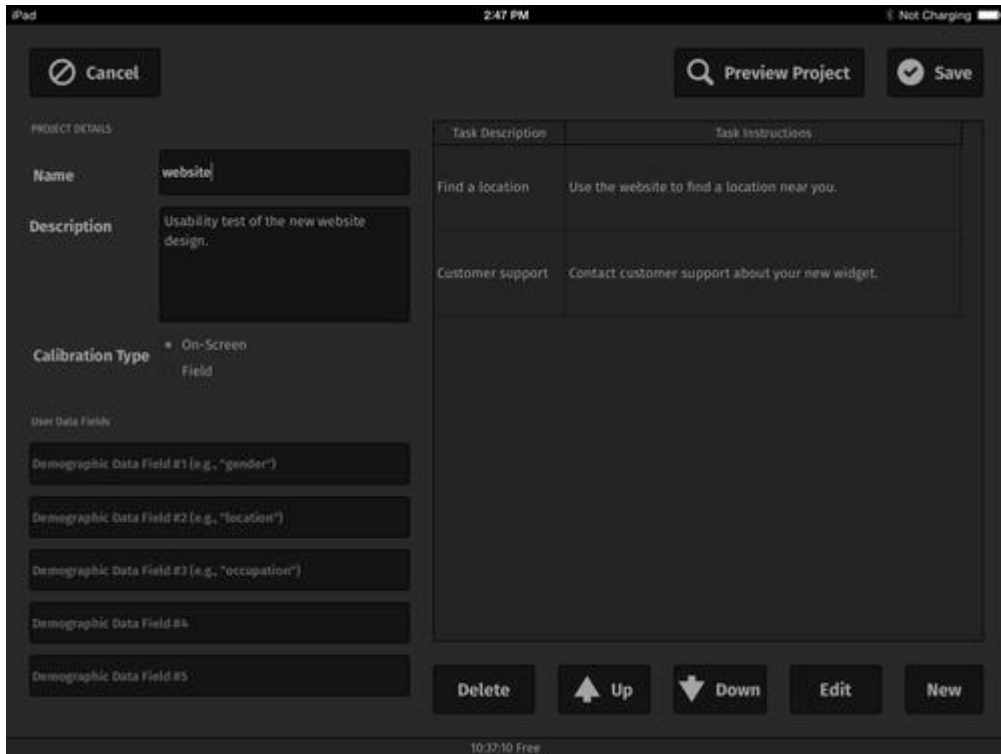 iPad
2:47 PM
Not Charging
Cancel
Preview Project
Save
PROJECT DETAILS
Name
website
Description
Usability test of the new website
design.
Calibration Type
On-Screen
Field
User Data Fields
Demographic Data Field #1 (e.g., "gender")
Demographic Data Field #2 (e.g., "location")
Demographic Data Field #3 (e.g., "occupation")
Demographic Data Field #4
Demographic Data Field #5
Task Description
Task Instructions
Find a location
Use the website to find a location near you.
Customer support
Contact customer support about your new widget.
Delete
Up
Down
Edit
New
10:37:10 Free